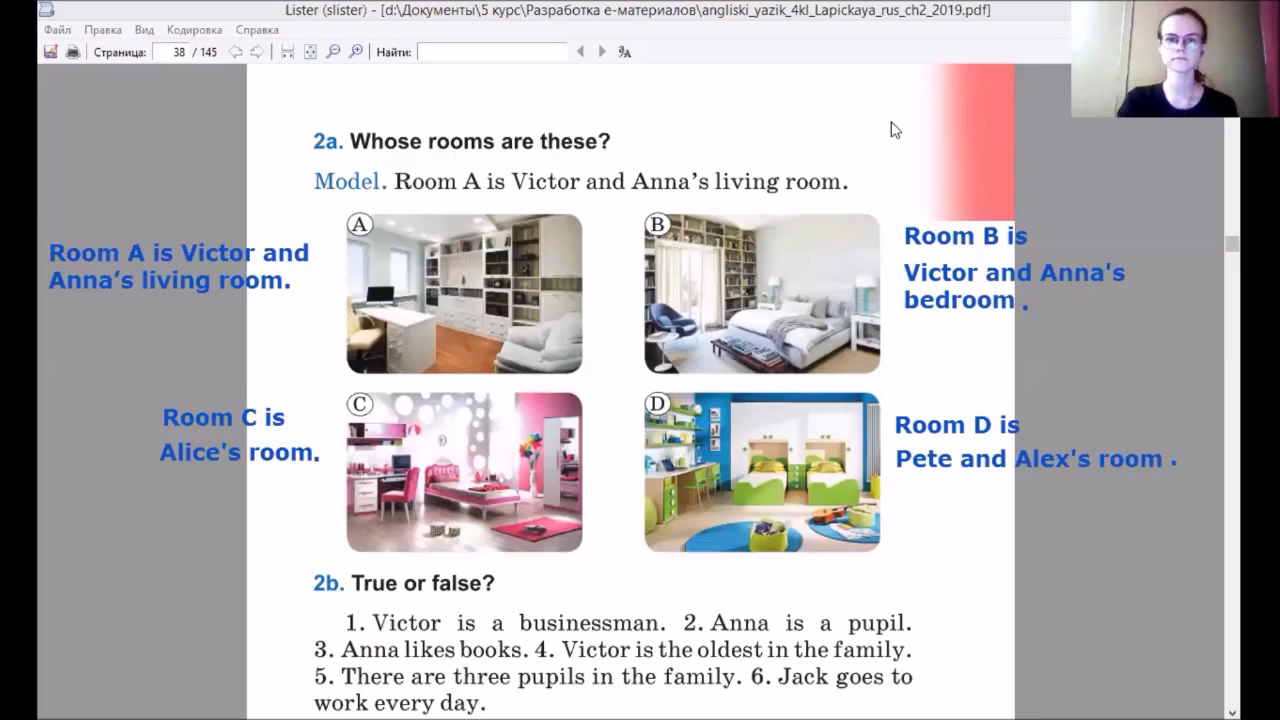 Lister (slister) - [d:\Документы\5 курс\Разработка е-материалов\angliski_yazik_4kl_Lapickaya_rus_ch2_2019.pdf]
Файл Правка Вид Кодировка Справка
Страница: 38 / 145 Найти:
2a. Whose rooms are these?
Model. Room A is Victor and Anna's living room.
A
B
Room A is Victor and
Anna’s living room.
Room B is
Victor and Anna's
bedroom .
C
D
Room C is
Alice's room.
Room D is
Pete and Alex's room .
2b. True or false?
1. Victor is a businessman. 2. Anna is a pupil.
3. Anna likes books. 4. Victor is the oldest in the family.
5. There are three pupils in the family. 6. Jack goes to
work every day.